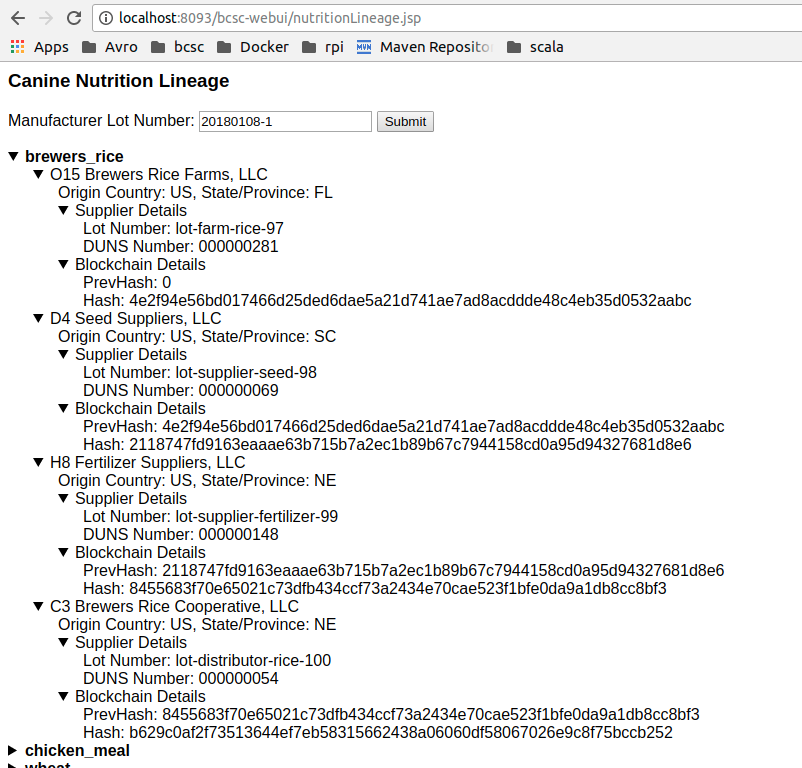 localhost:8093/bcsc-webui/nutritionLineage.jsp
Apps Avro bcsc Docker rpi MVN Maven Reposito scala
Canine Nutrition Lineage
Manufacturer Lot Number: 20180108-1 Submit
brewers_rice
O15 Brewers Rice Farms, LLC
Origin Country: US, State/Province: FL
Supplier Details
Lot Number: lot-farm-rice-97
DUNS Number: 000000281
Blockchain Details
PrevHash: 0
Hash: 4e2f94e56bd017466d25ded6dae5a21d741ae7ad8acddde48c4eb35d0532aabc
D4 Seed Suppliers, LLC
Origin Country: US, State/Province: SC
Supplier Details
Lot Number: lot-supplier-seed-98
DUNS Number: 000000069
Blockchain Details
PrevHash: 4e2f94e56bd017466d25ded6dae5a21d741ae7ad8acddde48c4eb35d0532aabc
Hash: 2118747fd9163eaaae63b715b7a2ec1b89b67c7944158cd0a95d94327681d8e6
H8 Fertilizer Suppliers, LLC
Origin Country: US, State/Province: NE
Supplier Details
Lot Number: lot-supplier-fertilizer-99
DUNS Number: 000000148
Blockchain Details
PrevHash: 2118747fd9163eaaae63b715b7a2ec1b89b67c7944158cd0a95d94327681d8e6
Hash: 8455683f70e65021c73dfb434ccf73a2434e70cae523f1bfe0da9a1db8cc8bf3
C3 Brewers Rice Cooperative, LLC
Origin Country: US, State/Province: NE
Supplier Details
Lot Number: lot-distributor-rice-100
DUNS Number: 000000054
Blockchain Details
PrevHash: 8455683f70e65021c73dfb434ccf73a2434e70cae523f1bfe0da9a1db8cc8bf3
Hash: b629c0af2f73513644ef7eb58315662438a06060df58067026e9c8f75bccb252
chicken_meal
wheat